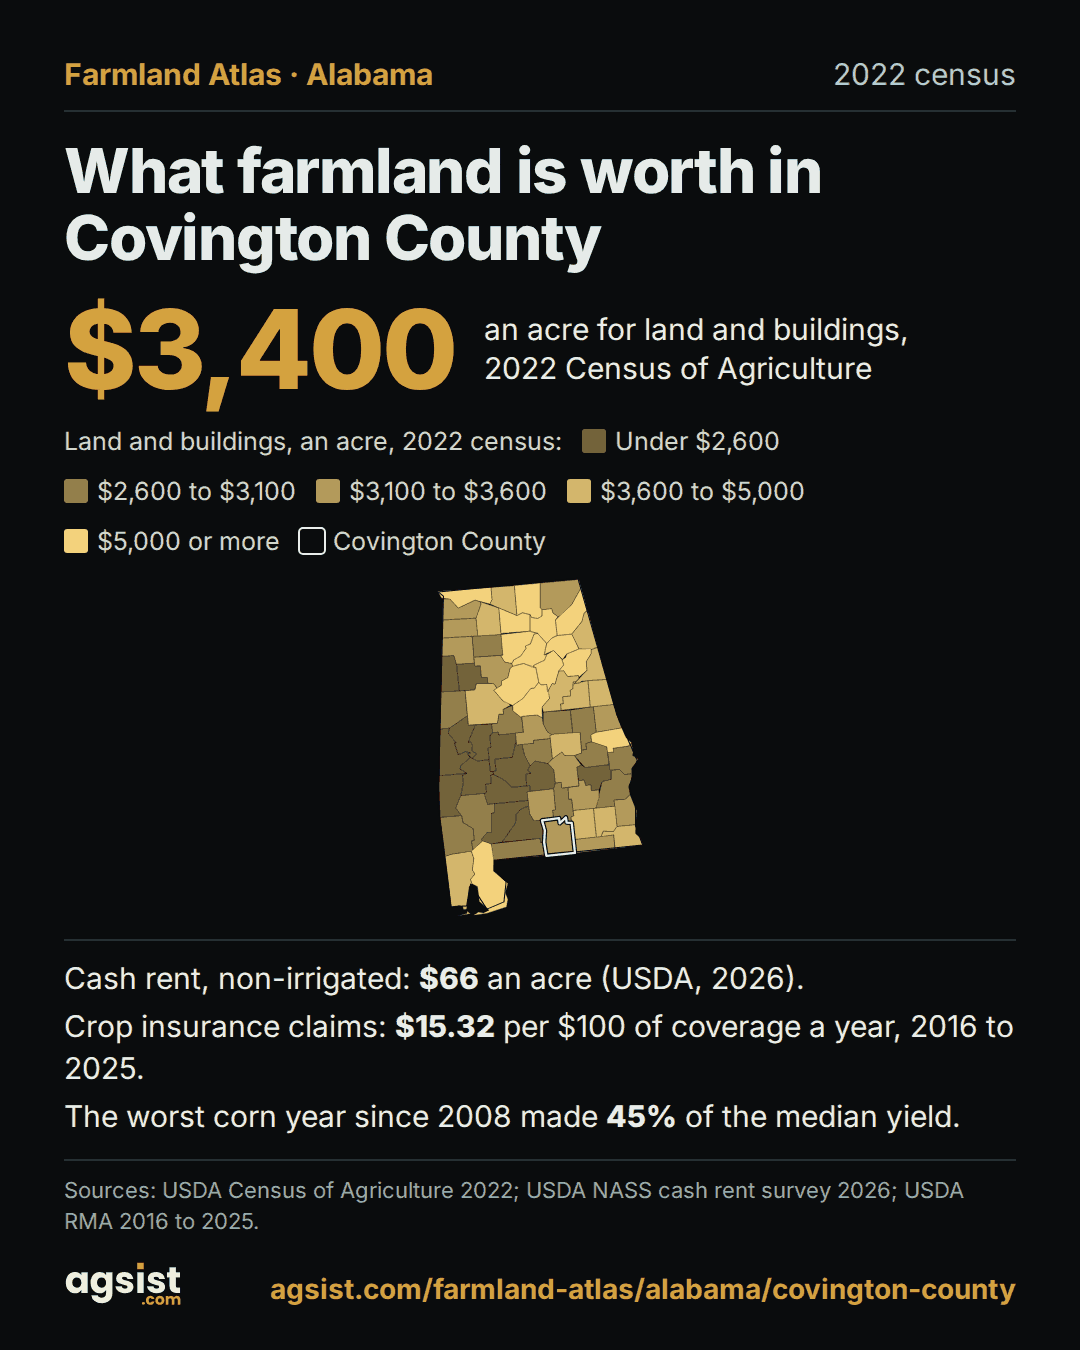 Farmland Atlas · Alabama
2022 census
What farmland is worth in
Covington County
$3,400
an acre for land and buildings,
2022 Census of Agriculture
Land and buildings, an acre, 2022 census:
Under $2,600
$2,600 to $3,100
$3,100 to $3,600
$3,600 to $5,000
$5,000 or more
Covington County
Cash rent, non-irrigated: $66 an acre (USDA, 2026).
Crop insurance claims: $15.32 per $100 of coverage a year, 2016 to
2025.
The worst corn year since 2008 made 45% of the median yield.
Sources: USDA Census of Agriculture 2022; USDA NASS cash rent survey 2026; USDA
RMA 2016 to 2025.
agsist
.com
agsist.com/farmland-atlas/alabama/covington-county